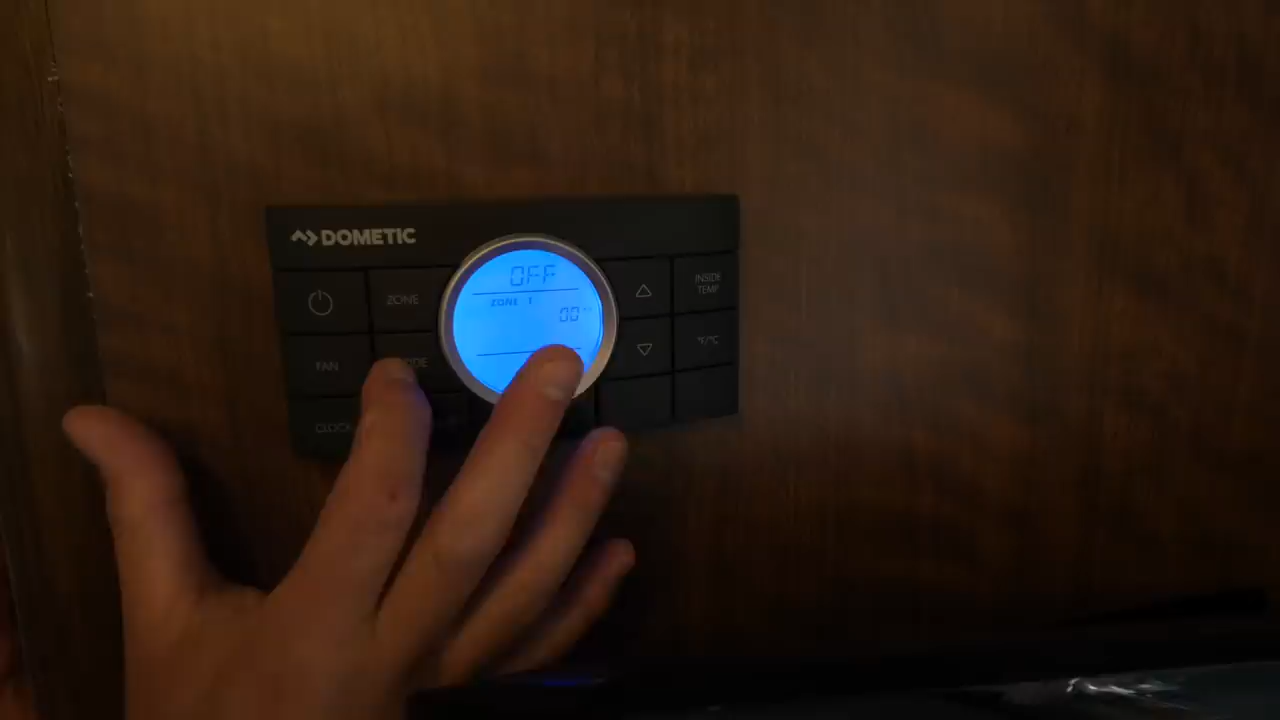 DOMETIC
OFF
ZONE
ZONE 1
INSIDE
TEMP
00
FAN
°F/°C
CLOCK